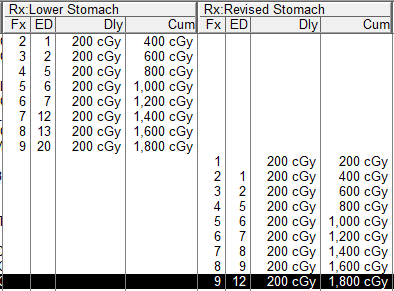 Rx:Lower Stomach Rx:Revised Stomach
Fx ED Dly Cum Fx ED Dly Cum
2 1 200 cGy 400 cGy
3 2 200 cGy 600 cGy
4 5 200 cGy 800 cGy
5 6 200 cGy 1,000 cGy
6 7 200 cGy 1,200 cGy
7 12 200 cGy 1,400 cGy
8 13 200 cGy 1,600 cGy
9 20 200 cGy 1,800 cGy
1 200 cGy 200 cGy
2 1 200 cGy 400 cGy
3 2 200 cGy 600 cGy
4 5 200 cGy 800 cGy
5 6 200 cGy 1,000 cGy
6 7 200 cGy 1,200 cGy
7 8 200 cGy 1,400 cGy
8 9 200 cGy 1,600 cGy
9 12 200 cGy 1,800 cGy